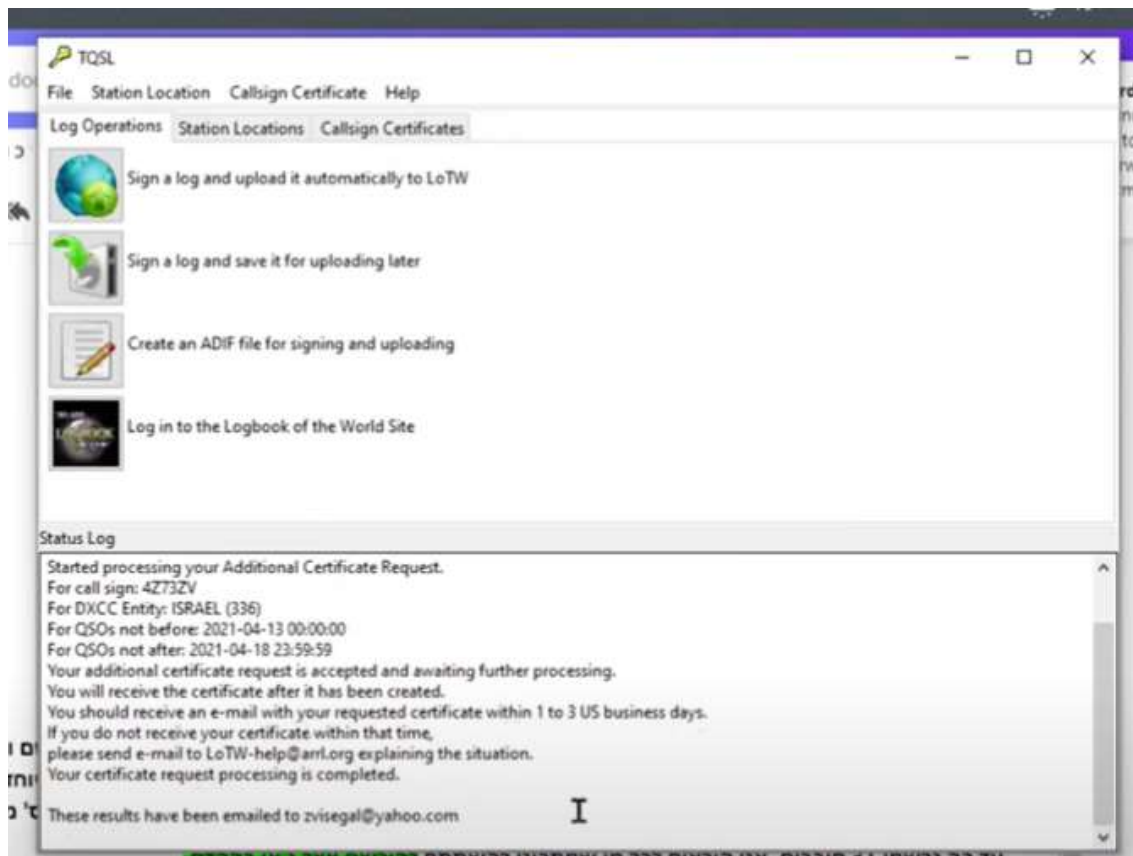 TQSL
File Station Location Callsign Certificate Help
Log Operations Station Locations Callsign Certificates
Sign a log and upload it automatically to LoTW
Sign a log and save it for uploading later
Create an ADIF file for signing and uploading
Log in to the Logbook of the World Site
Status Log
Started processing your Additional Certificate Request.
For call sign: 4Z73ZV
For DXCC Entity: ISRAEL (336)
For QSOs not before: 2021-04-13 00:00:00
For QSOs not after: 2021-04-18 23:59:59
Your additional certificate request is accepted and awaiting further processing.
You will receive the certificate after it has been created.
You should receive an e-mail with your requested certificate within 1 to 3 US business days.
If you do not receive your certificate within that time,
please send e-mail to LoTW-help@arrl.org explaining the situation.
Your certificate request processing is completed.
These results have been emailed to zvisegal@yahoo.com